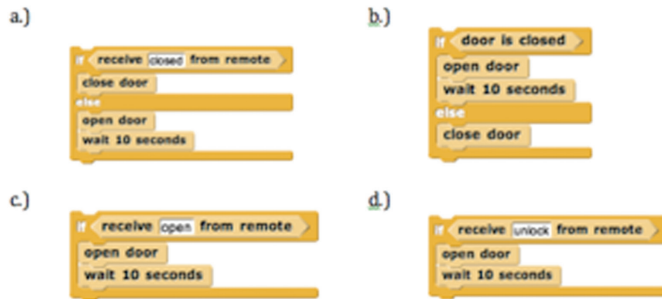 a.)
if receive closed from remote
close door
else
open door
wait 10 seconds
b.)
if door is closed
open door
wait 10 seconds
else
close door
c.)
if receive open from remote
open door
wait 10 seconds
d.)
if receive unlock from remote
open door
wait 10 seconds